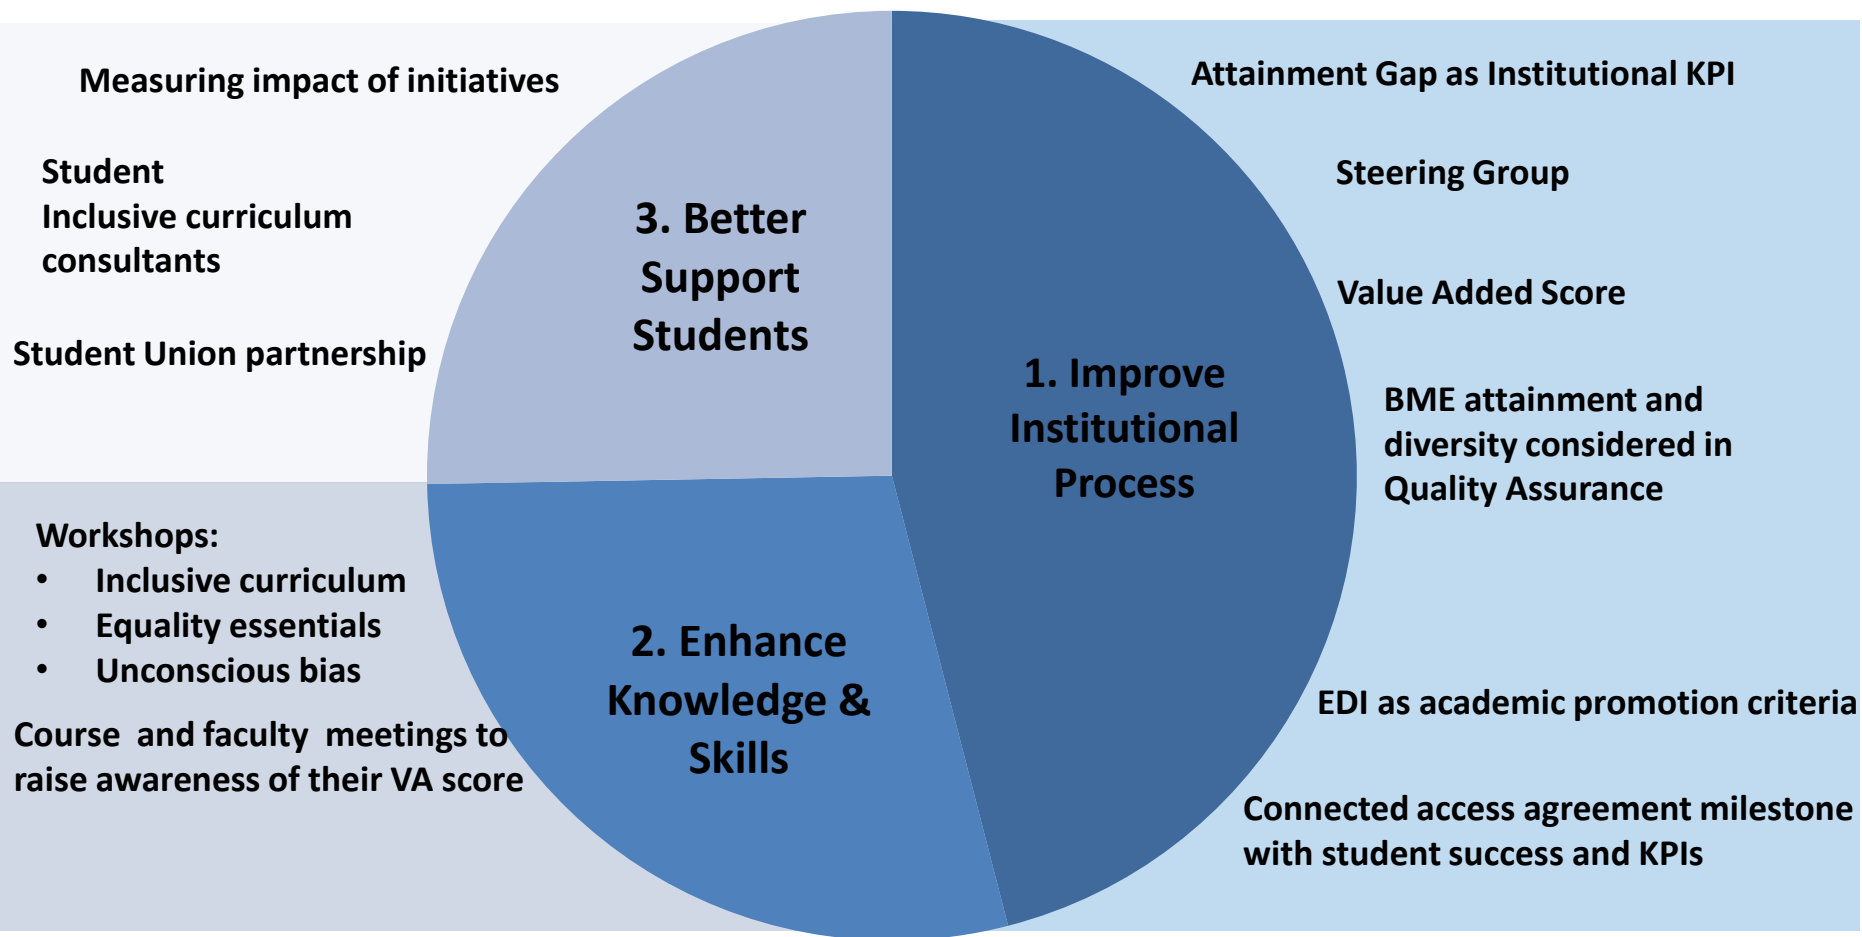 Measuring impact of initiatives
Student
Inclusive curriculum
consultants
Student Union partnership
3. Better
Support
Students
Attainment Gap as Institutional KPI
Steering Group
Value Added Score
BME attainment and
diversity considered in
Quality Assurance
EDI as academic promotion criteria
Connected access agreement milestone
with student success and KPIs
1. Improve
Institutional
Process
Workshops:
• Inclusive curriculum
• Equality essentials
• Unconscious bias
Course and faculty meetings to
raise awareness of their VA score
2. Enhance
Knowledge &
Skills